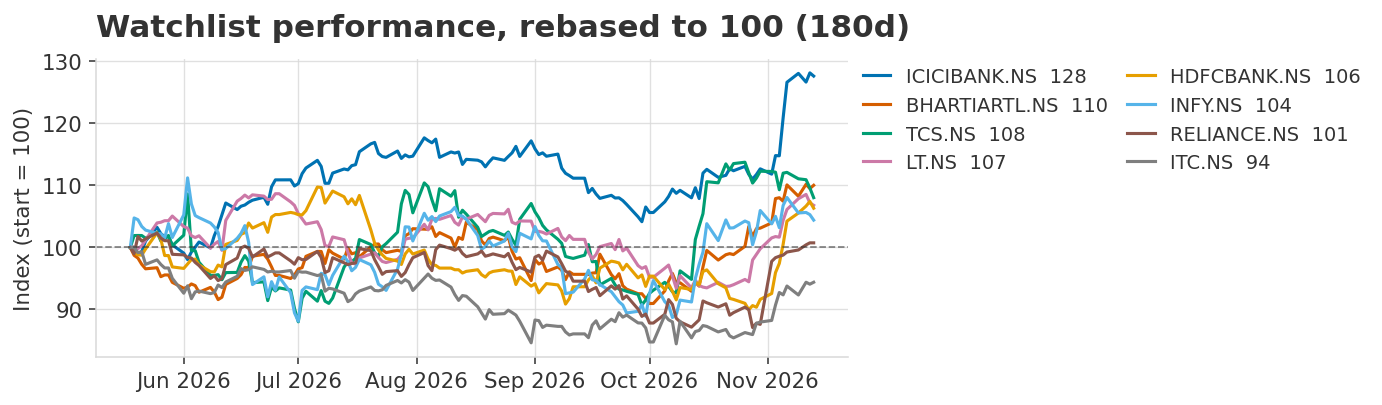 Watchlist performance, rebased to 100 (180d)
Index (start = 100)
130
120
110
100
90
Jun 2026
Jul 2026
Aug 2026
Sep 2026
Oct 2026
Nov 2026
ICICIBANK.NS 128
BHARTIARTL.NS 110
TCS.NS 108
LT.NS 107
HDFCBANK.NS 106
INFY.NS 104
RELIANCE.NS 101
ITC.NS 94